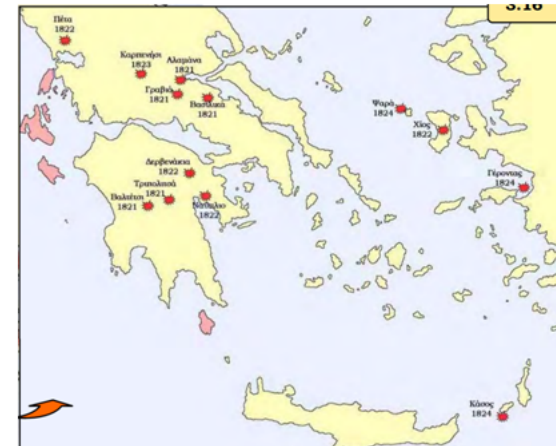 3.16
Πέτα
1822
Καρπενήσι
1823
Αλαμάνα
1821
Γραβιά
1821
Βασιλικά
1821
Ψαρά
1824
Χίος
1822
Δερβενάκια
1822
Τριπολιτσά
1821
Βαλτέτσι
1821
Ναύπλιο
1822
Γέροντας
1824
Κάσος
1824